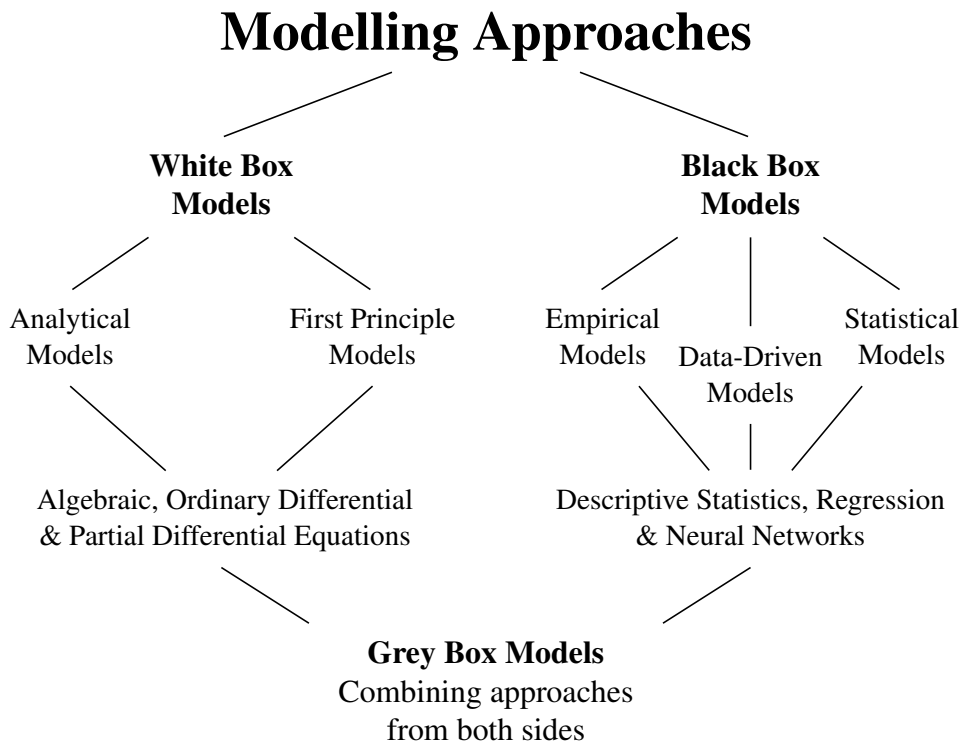 Modelling Approaches
White Box
Models
Black Box
Models
Analytical
Models
First Principle
Models
Empirical
Models
Data-Driven
Models
Statistical
Models
Algebraic, Ordinary Differential
& Partial Differential Equations
Descriptive Statistics, Regression
& Neural Networks
Grey Box Models
Combining approaches
from both sides